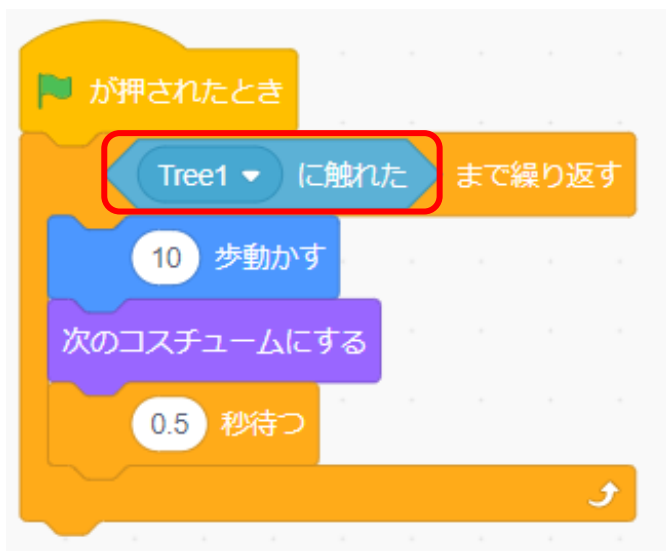 が押されたとき
Tree1 に触れた まで繰り返す
10 歩動かす
次のコスチュームにする
0.5 秒待つ